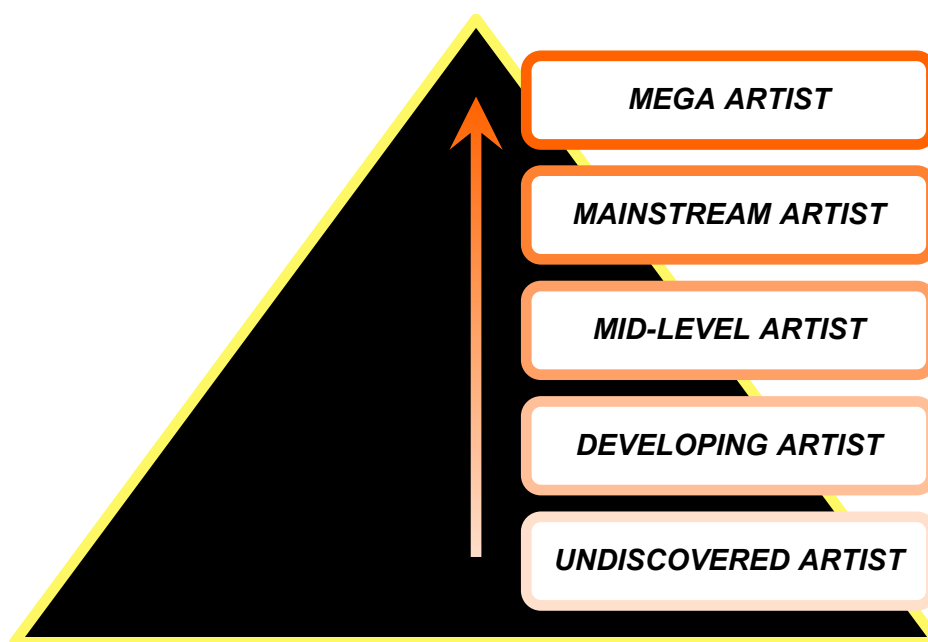 MEGA ARTIST
MAINSTREAM ARTIST
MID-LEVEL ARTIST
DEVELOPING ARTIST
UNDISCOVERED ARTIST